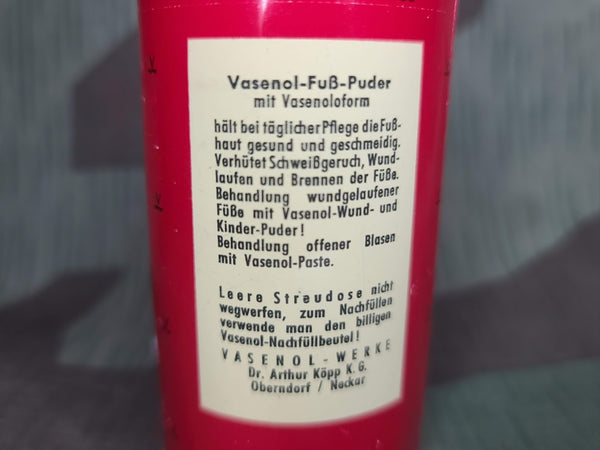 Vasenol-Fuß-Puder
mit Vasenoloform
hält bei täglicher Pflege die Fuß-
haut gesund und geschmeidig.
Verhütet Schweißgeruch, Wund-
laufen und Brennen der Füße.
Behandlung wundgelaufener
Füße mit Vasenol-Wund- und
Kinder-Puder!
Behandlung offener Blasen
mit Vasenol-Paste.
Leere Streudose nicht
wegwerfen, zum Nachfüllen
verwende man den billigen
Vasenol-Nachfüllbeutel!
VASENOL-WERKE
Dr. Arthur Köpp K. G.
Oberndorf / Neckar